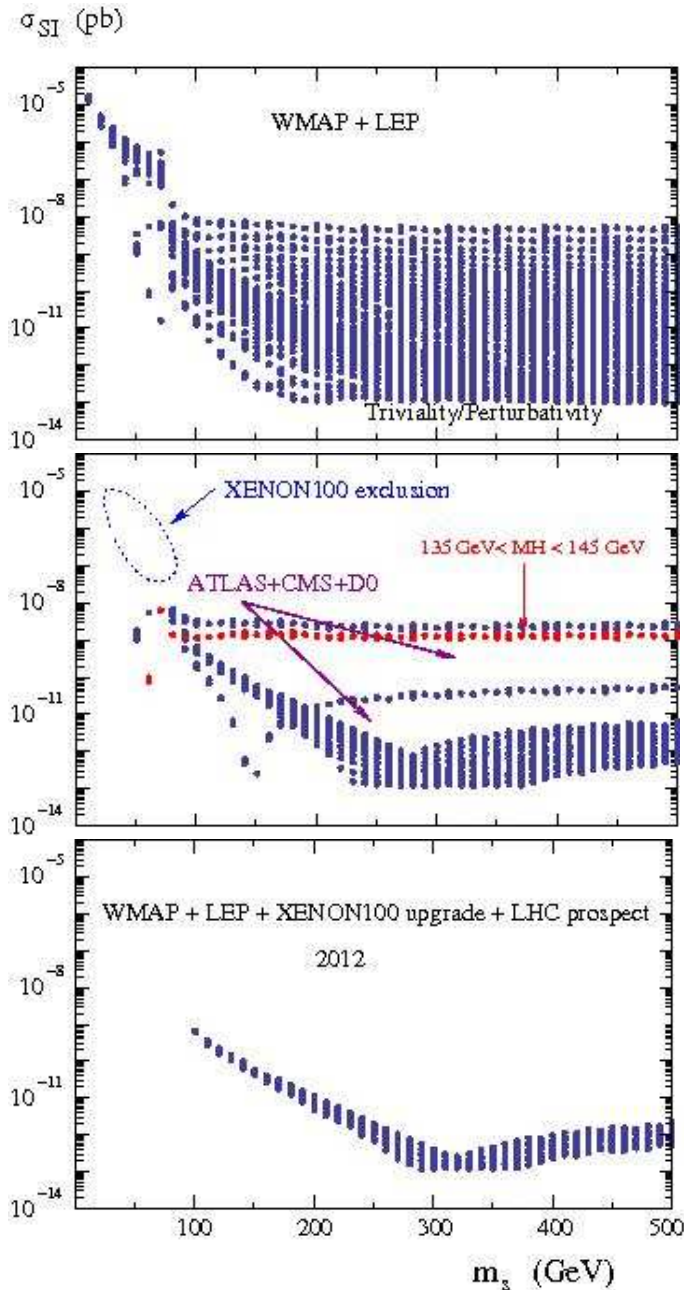 σ_SI (pb)
10^-5
WMAP + LEP
10^-8
10^-11
Triviality/Perturbativity
10^-14
10^-5
XENON100 exclusion
135 GeV< MH < 145 GeV
ATLAS+CMS+D0
10^-8
10^-11
10^-14
10^-5
WMAP + LEP + XENON100 upgrade + LHC prospect
2012
10^-8
10^-11
10^-14
100 200 300 400 500
m_s (GeV)